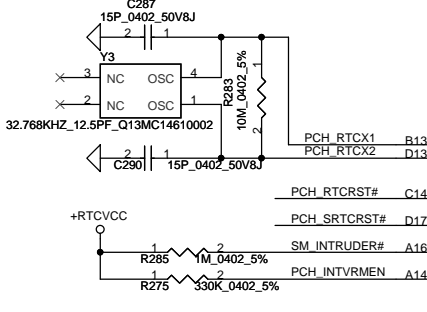 C287
15P_0402_50V8J
2 1
Y3
3 NC OSC 4
2 NC OSC 1
32.768KHZ_12.5PF_Q13MC14610002
R283
10M_0402_5%
1
2
2 1
C290 15P_0402_50V8J
PCH_RTCX1 B13
PCH_RTCX2 D13
PCH_RTCRST# C14
PCH_SRTCRST# D17
+RTCVCC
1 2 SM_INTRUDER# A16
R285 1M_0402_5%
1 2 PCH_INTVRMEN A14
R275 330K_0402_5%